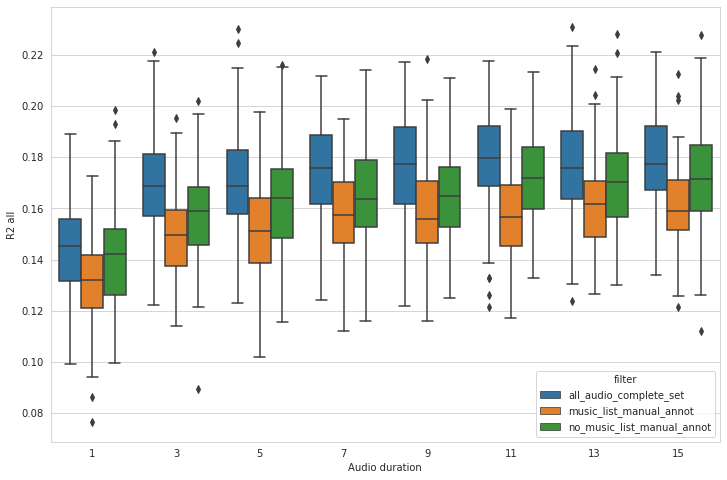 0.22
0.20
0.18
0.16
0.14
0.12
0.10
0.08
R2 all
1 3 5 7 9 11 13 15
Audio duration
filter
all_audio_complete_set
music_list_manual_annot
no_music_list_manual_annot